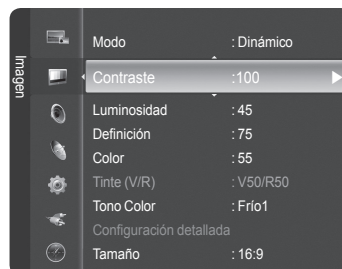 Imagen
Modo : Dinámico
Contraste :100
Luminosidad : 45
Definición : 75
Color : 55
Tinte (V/R) : V50/R50
Tono Color : Frío1
Configuración detallada
Tamaño : 16:9